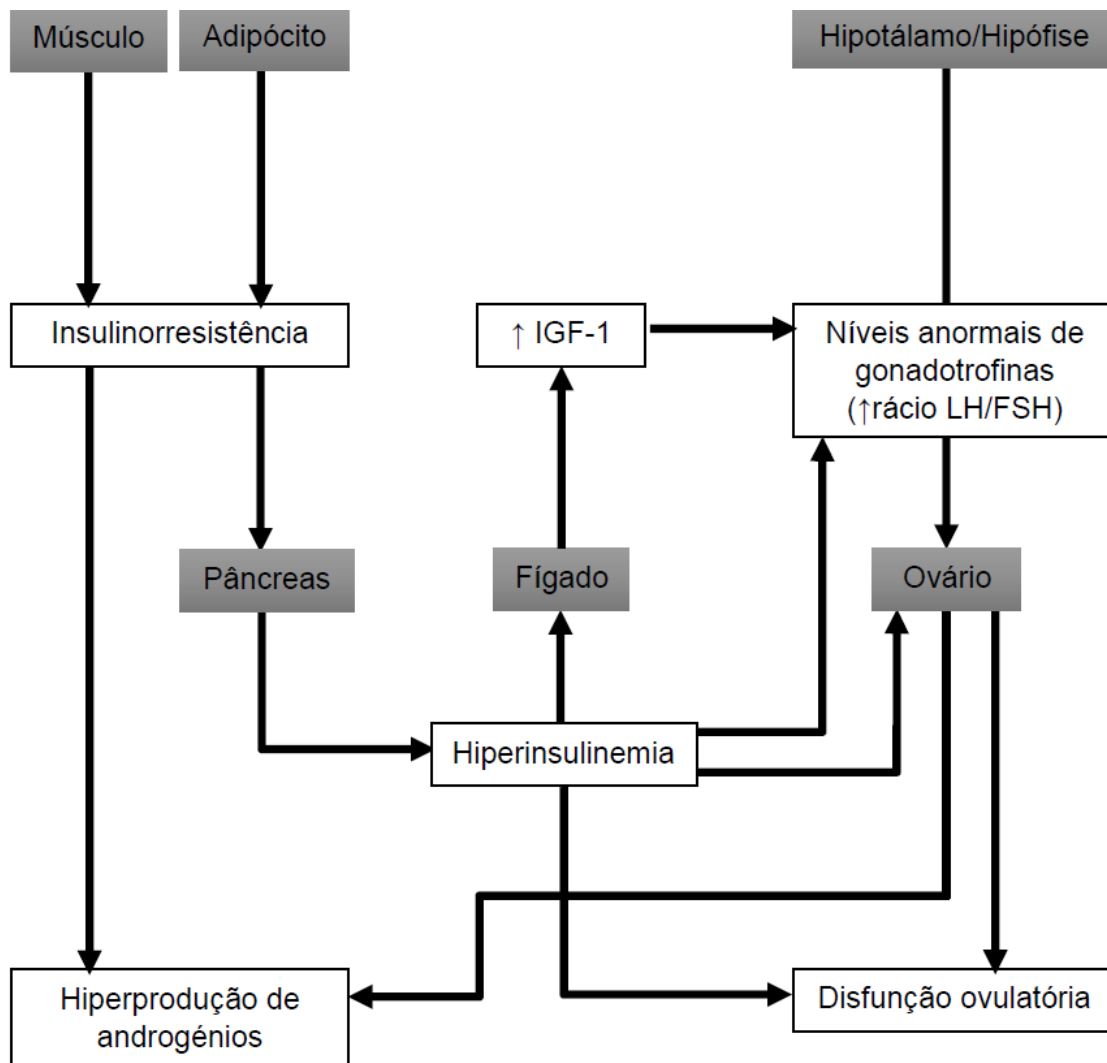 Músculo
Adipócito
Hipotálamo/Hipófise
Insulinorresistência
↑ IGF-1
Níveis anormais de
gonadotrofinas
(↑rácio LH/FSH)
Pâncreas
Fígado
Ovário
Hiperinsulinemia
Hiperprodução de
androgénios
Disfunção ovulatória